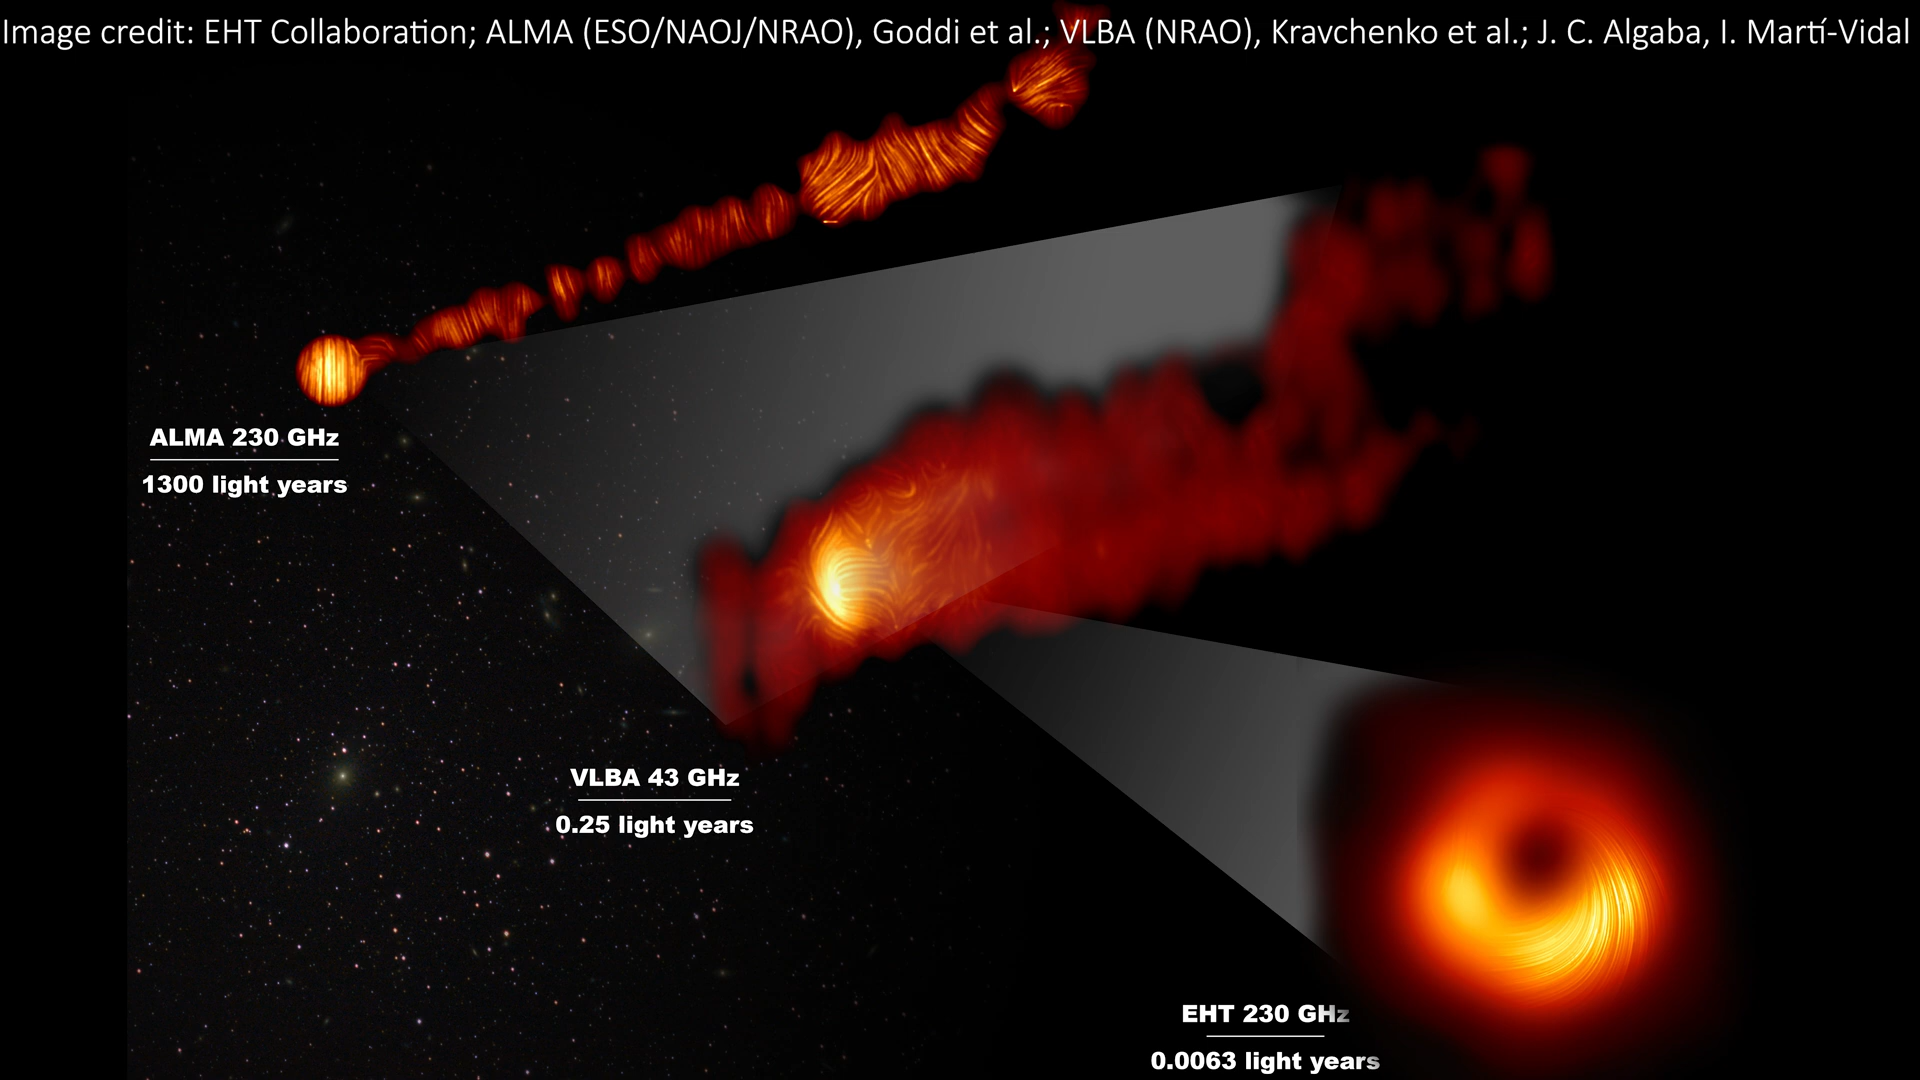 Image credit: EHT Collaboration; ALMA (ESO/NAOJ/NRAO), Goddi et al.; VLBA (NRAO), Kravchenko et al.; J. C. Algaba, I. Martí-Vidal
ALMA 230 GHz
1300 light years
VLBA 43 GHz
0.25 light years
EHT 230 GHz
0.0063 light years